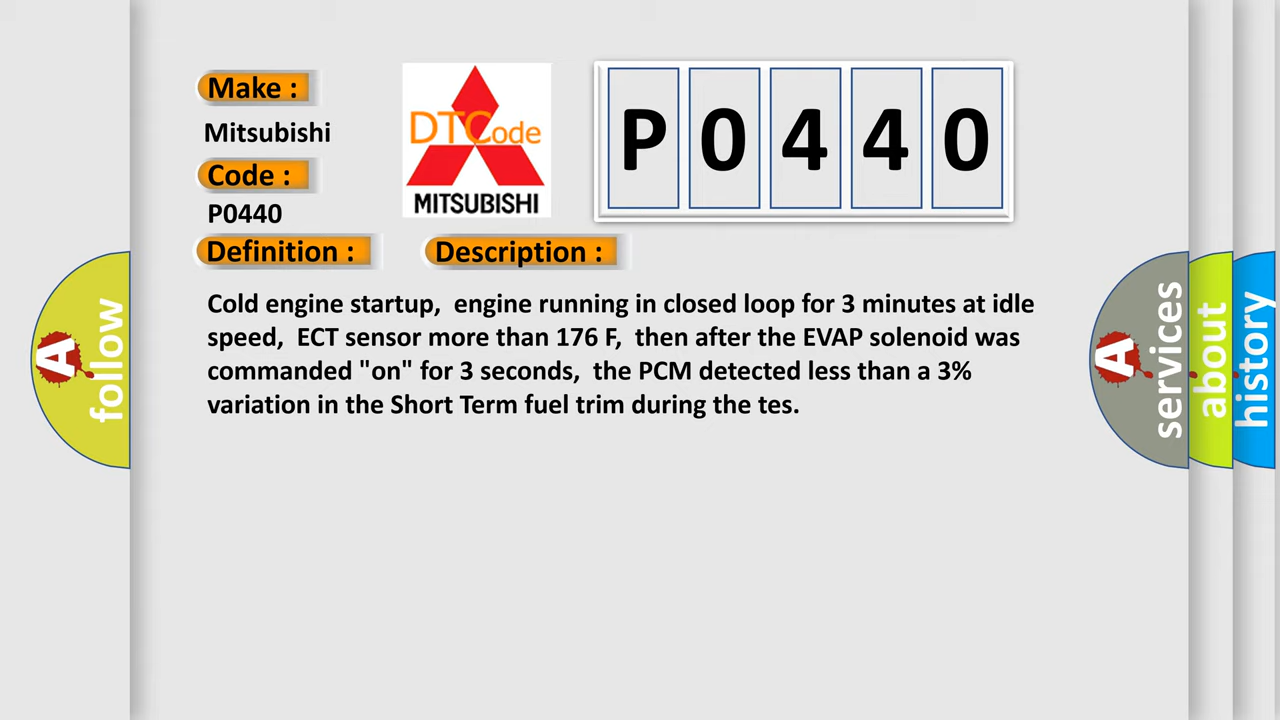 Make :
Mitsubishi
Code :
P0440
Definition :
Description :
DTCode
MITSUBISHI
P 0 4 4 0
Cold engine startup, engine running in closed loop for 3 minutes at idle
speed, ECT sensor more than 176 F, then after the EVAP solenoid was
commanded "on" for 3 seconds, the PCM detected less than a 3%
variation in the Short Term fuel trim during the tes.
A follow
A services
about
history